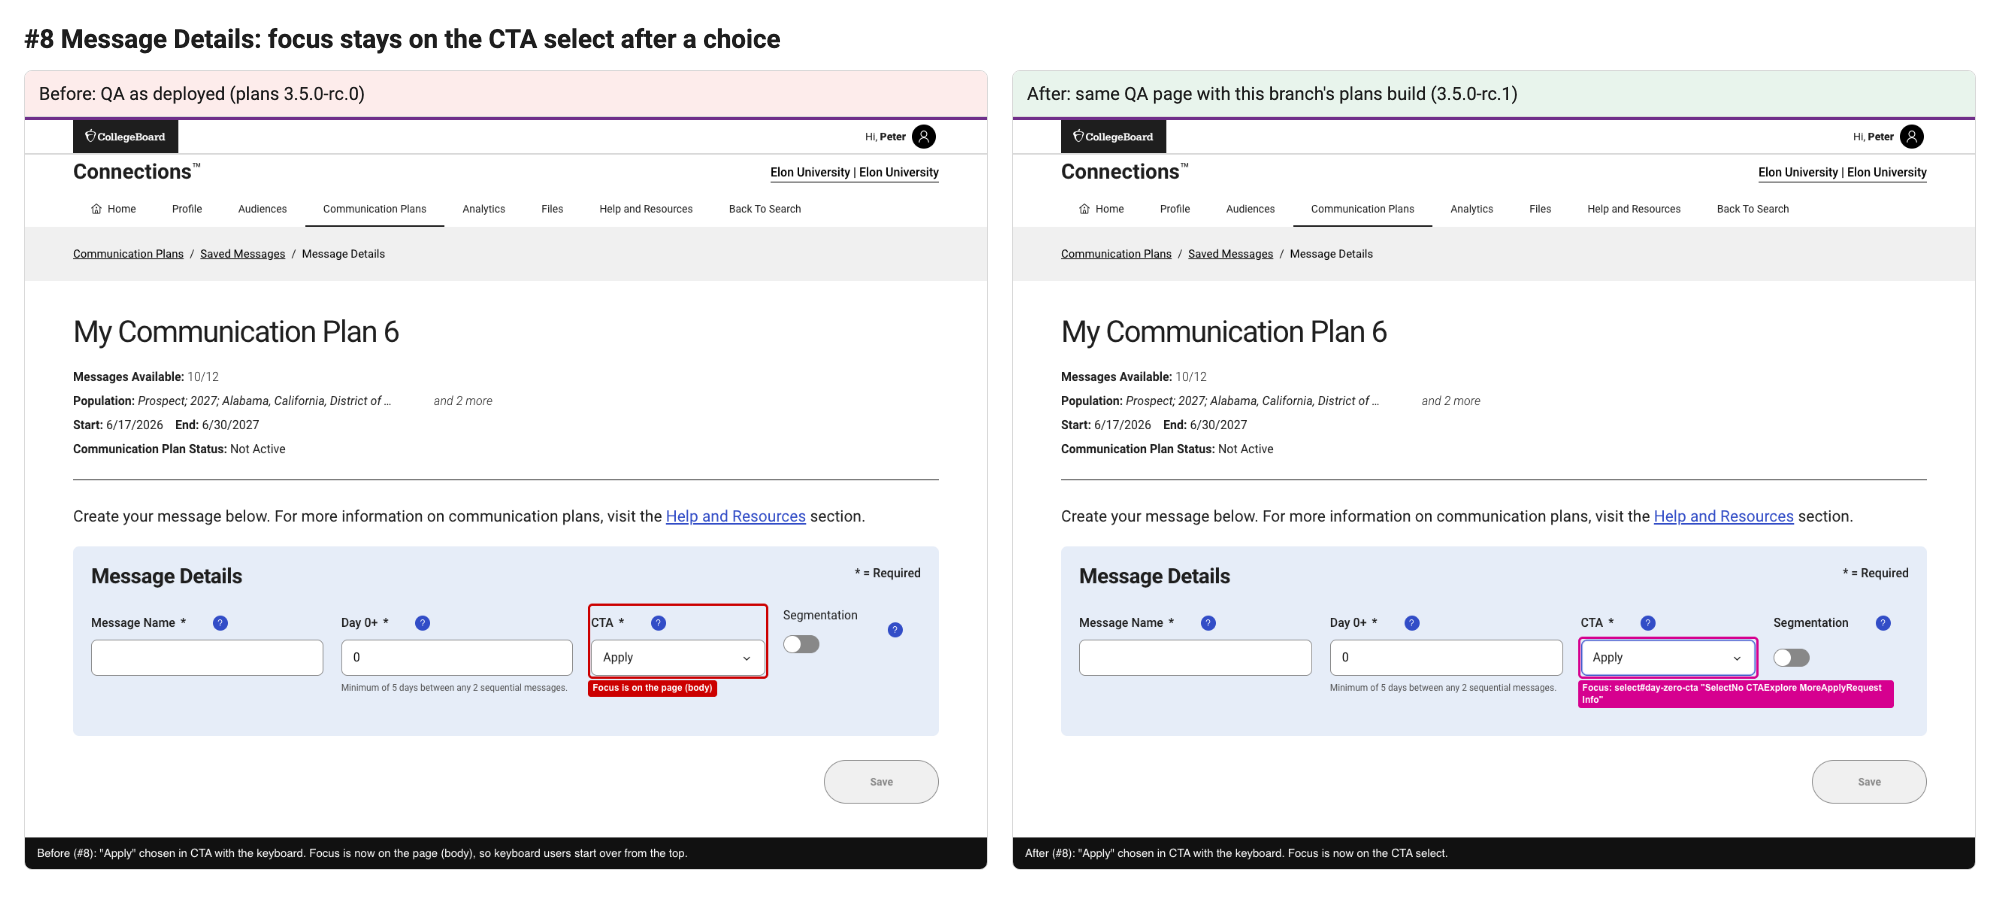 #8 Message Details: focus stays on the CTA select after a choice
Before: QA as deployed (plans 3.5.0-rc.0)
CollegeBoard
Hi, Peter
Connections™
Elon University | Elon University
Home Profile Audiences Communication Plans Analytics Files Help and Resources Back To Search
Communication Plans / Saved Messages / Message Details
My Communication Plan 6
Messages Available: 10/12
Population: Prospect; 2027; Alabama, California, District of ... and 2 more
Start: 6/17/2026 End: 6/30/2027
Communication Plan Status: Not Active
Create your message below. For more information on communication plans, visit the Help and Resources section.
Message Details
* = Required
Message Name * ? Day 0+ * ? CTA * ? Segmentation ?
0 Apply
Minimum of 5 days between any 2 sequential messages.
Focus is on the page (body)
Save
Before (#8): "Apply" chosen in CTA with the keyboard. Focus is now on the page (body), so keyboard users start over from the top.
After: same QA page with this branch's plans build (3.5.0-rc.1)
CollegeBoard
Hi, Peter
Connections™
Elon University | Elon University
Home Profile Audiences Communication Plans Analytics Files Help and Resources Back To Search
Communication Plans / Saved Messages / Message Details
My Communication Plan 6
Messages Available: 10/12
Population: Prospect; 2027; Alabama, California, District of ... and 2 more
Start: 6/17/2026 End: 6/30/2027
Communication Plan Status: Not Active
Create your message below. For more information on communication plans, visit the Help and Resources section.
Message Details
* = Required
Message Name * ? Day 0+ * ? CTA * ? Segmentation ?
0 Apply
Minimum of 5 days between any 2 sequential messages.
Focus: select#day-zero-cta "SelectNo CTAExplore MoreApplyRequest
Info"
Save
After (#8): "Apply" chosen in CTA with the keyboard. Focus is now on the CTA select.